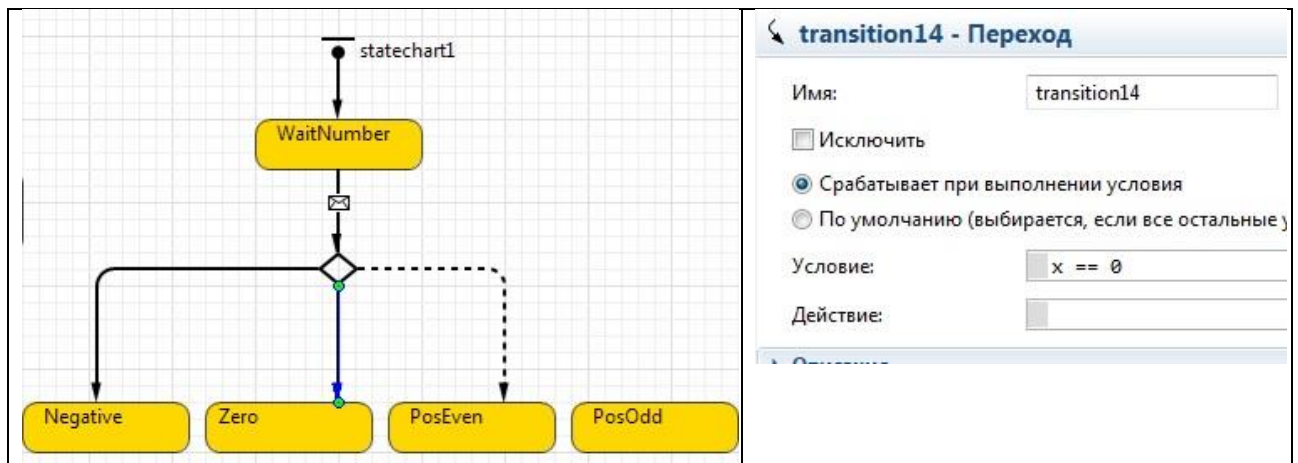 statechart1
WaitNumber
Negative
Zero
PosEven
PosOdd
transition14 - Переход
Имя: transition14
Исключить
Срабатывает при выполнении условия
По умолчанию (выбирается, если все остальные
Условие: x == 0
Действие: